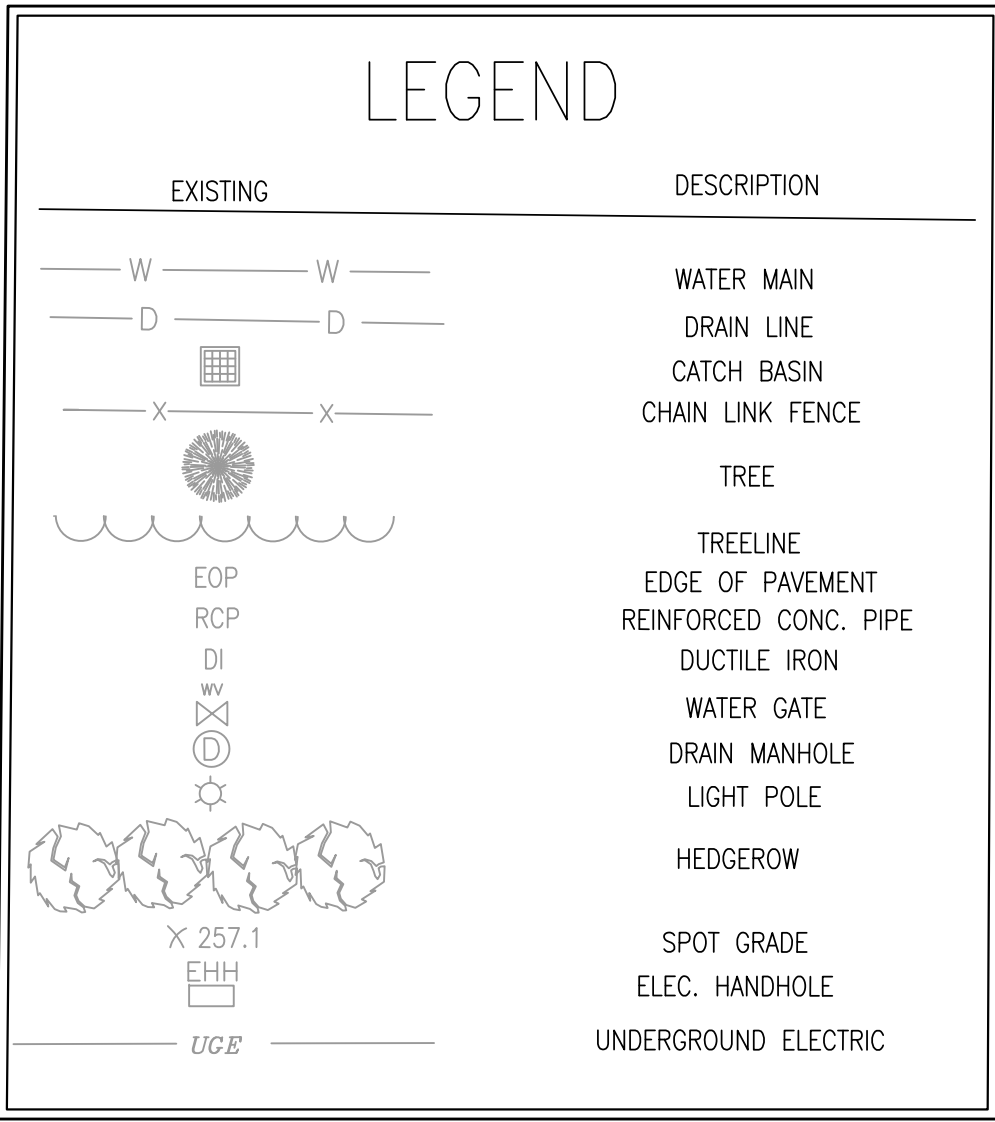 LEGEND
EXISTING DESCRIPTION
W W WATER MAIN
D D DRAIN LINE
CATCH BASIN
X X CHAIN LINK FENCE
TREE
TREELINE
EOP EDGE OF PAVEMENT
RCP REINFORCED CONC. PIPE
DI DUCTILE IRON
WV
WATER GATE
D DRAIN MANHOLE
LIGHT POLE
HEDGEROW
X 257.1 SPOT GRADE
EHH ELEC. HANDHOLE
UGE UNDERGROUND ELECTRIC